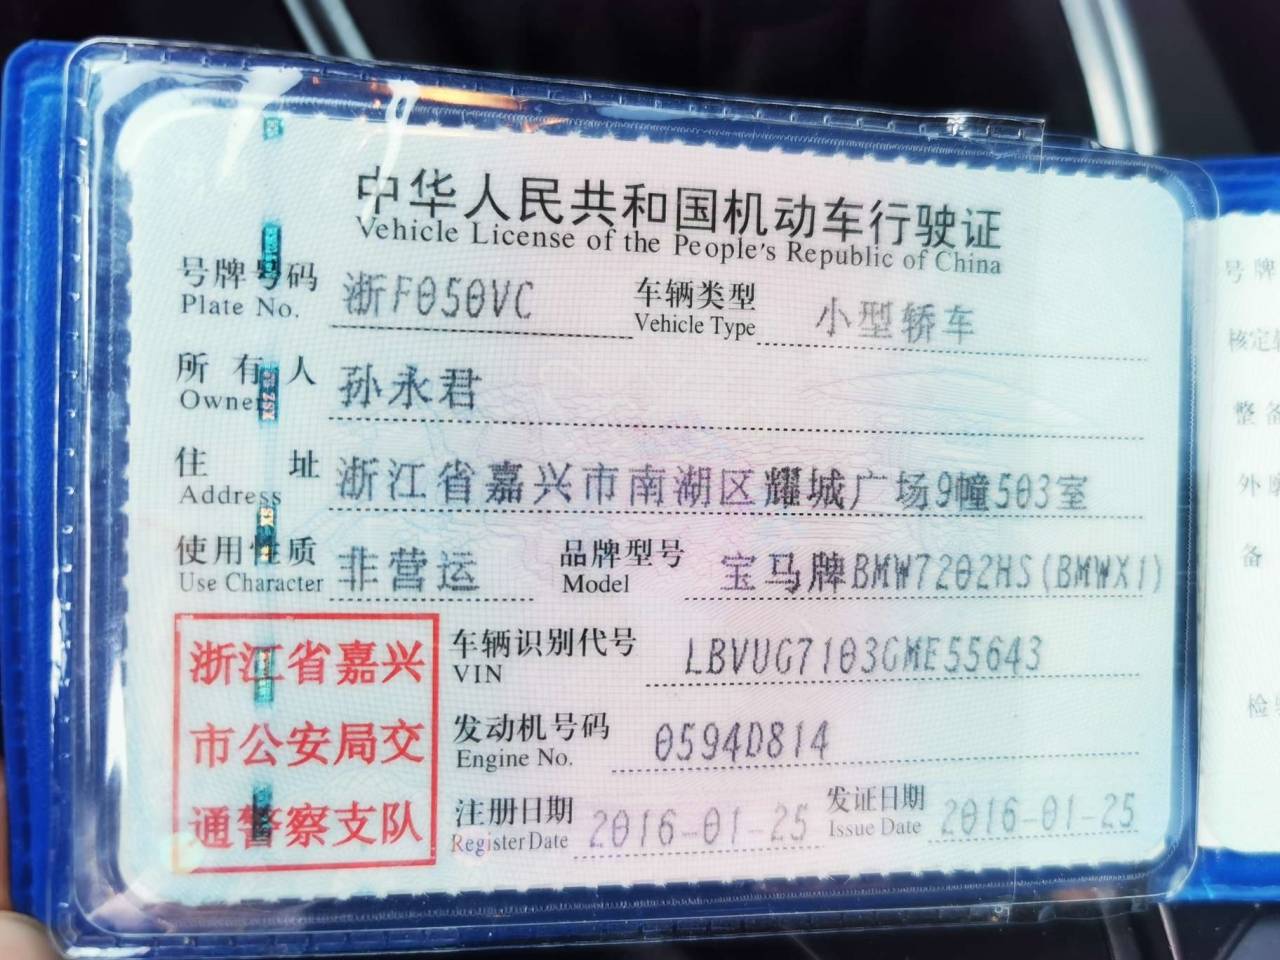 中华人民共和国机动车行驶证
Vehicle License of the People's Republic of China
号牌号码 浙F050VC 车辆类型 小型轿车
Plate No. Vehicle Type
所有人 孙永君
Owner
住址 浙江省嘉兴市南湖区耀城广场9幢503室
Address
使用性质 非营运 品牌型号 宝马牌BMW7202HS(BMWX1)
Use Character Model
浙江省嘉兴
市公安局交
通警察支队
车辆识别代号 LBVUG7103GME55643
VIN
发动机号码 0594D814
Engine No.
注册日期 2016-01-25 发证日期 2016-01-25
Register Date Issue Date
号牌
核定
整备
外
备
检